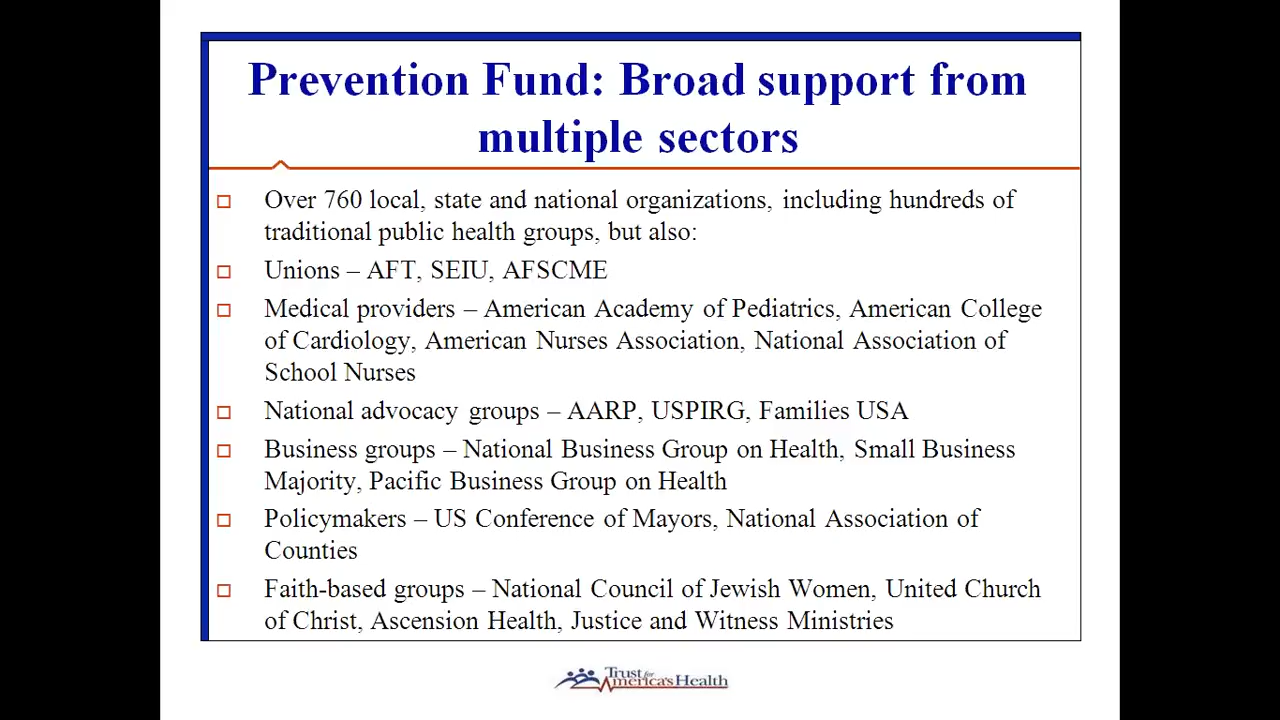 Prevention Fund: Broad support from
multiple sectors
Over 760 local, state and national organizations, including hundreds of
traditional public health groups, but also:
Unions – AFT, SEIU, AFSCME
Medical providers – American Academy of Pediatrics, American College
of Cardiology, American Nurses Association, National Association of
School Nurses
National advocacy groups – AARP, USPIRG, Families USA
Business groups – National Business Group on Health, Small Business
Majority, Pacific Business Group on Health
Policymakers – US Conference of Mayors, National Association of
Counties
Faith-based groups – National Council of Jewish Women, United Church
of Christ, Ascension Health, Justice and Witness Ministries
Trust for
America's Health